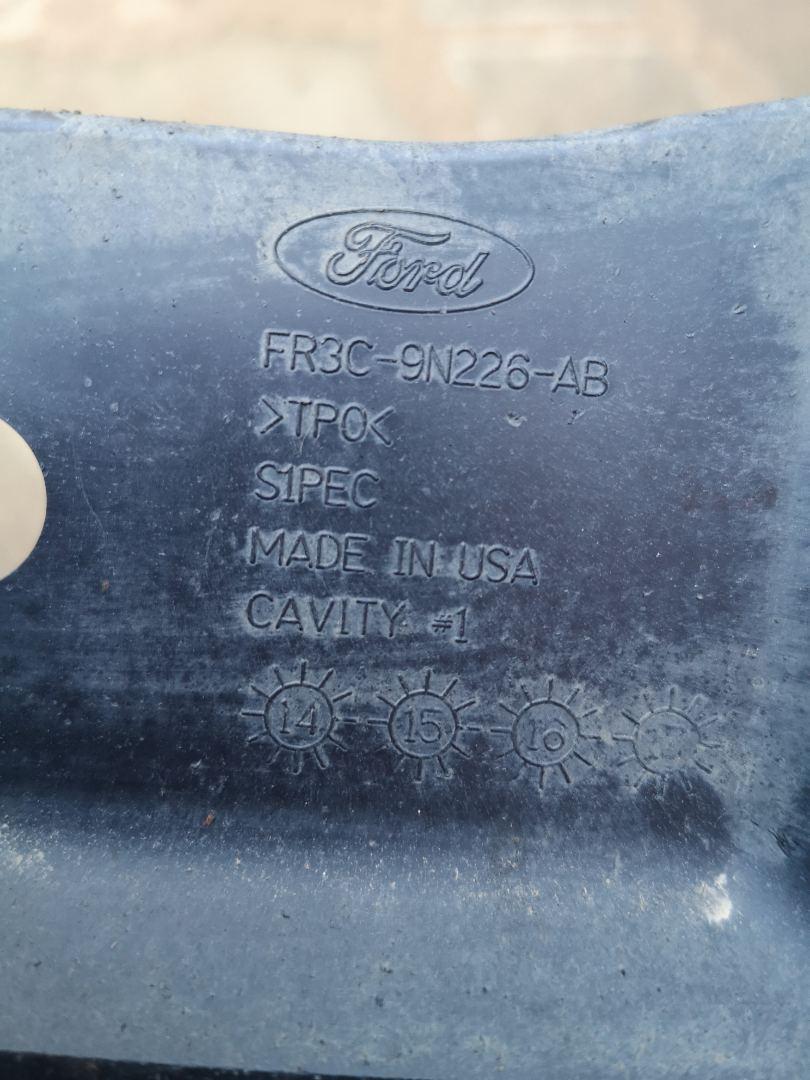 Ford
FR3C-9N226-AB
>TPO<
S1PEC
MADE IN USA
CAVITY #1
14 15 16